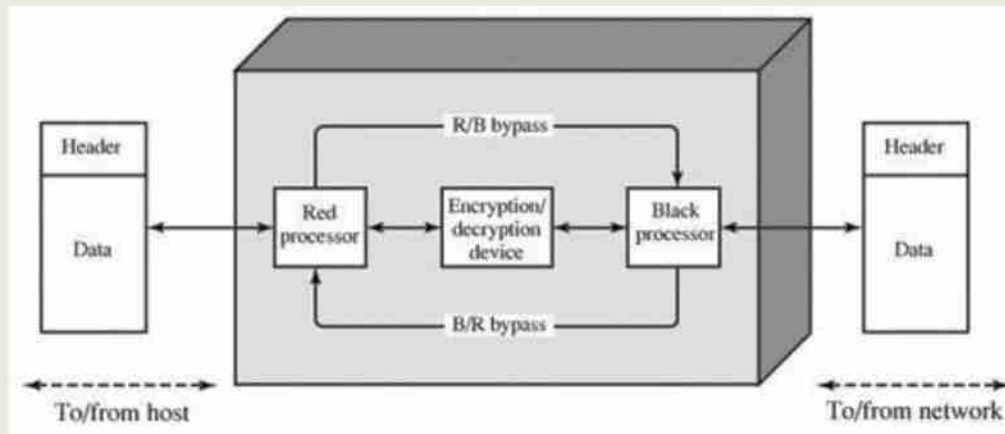 R/B bypass
Header
Header
Red
processor
Encryption/
decryption
device
Black
processor
Data
Data
B/R bypass
To/from host
To/from network